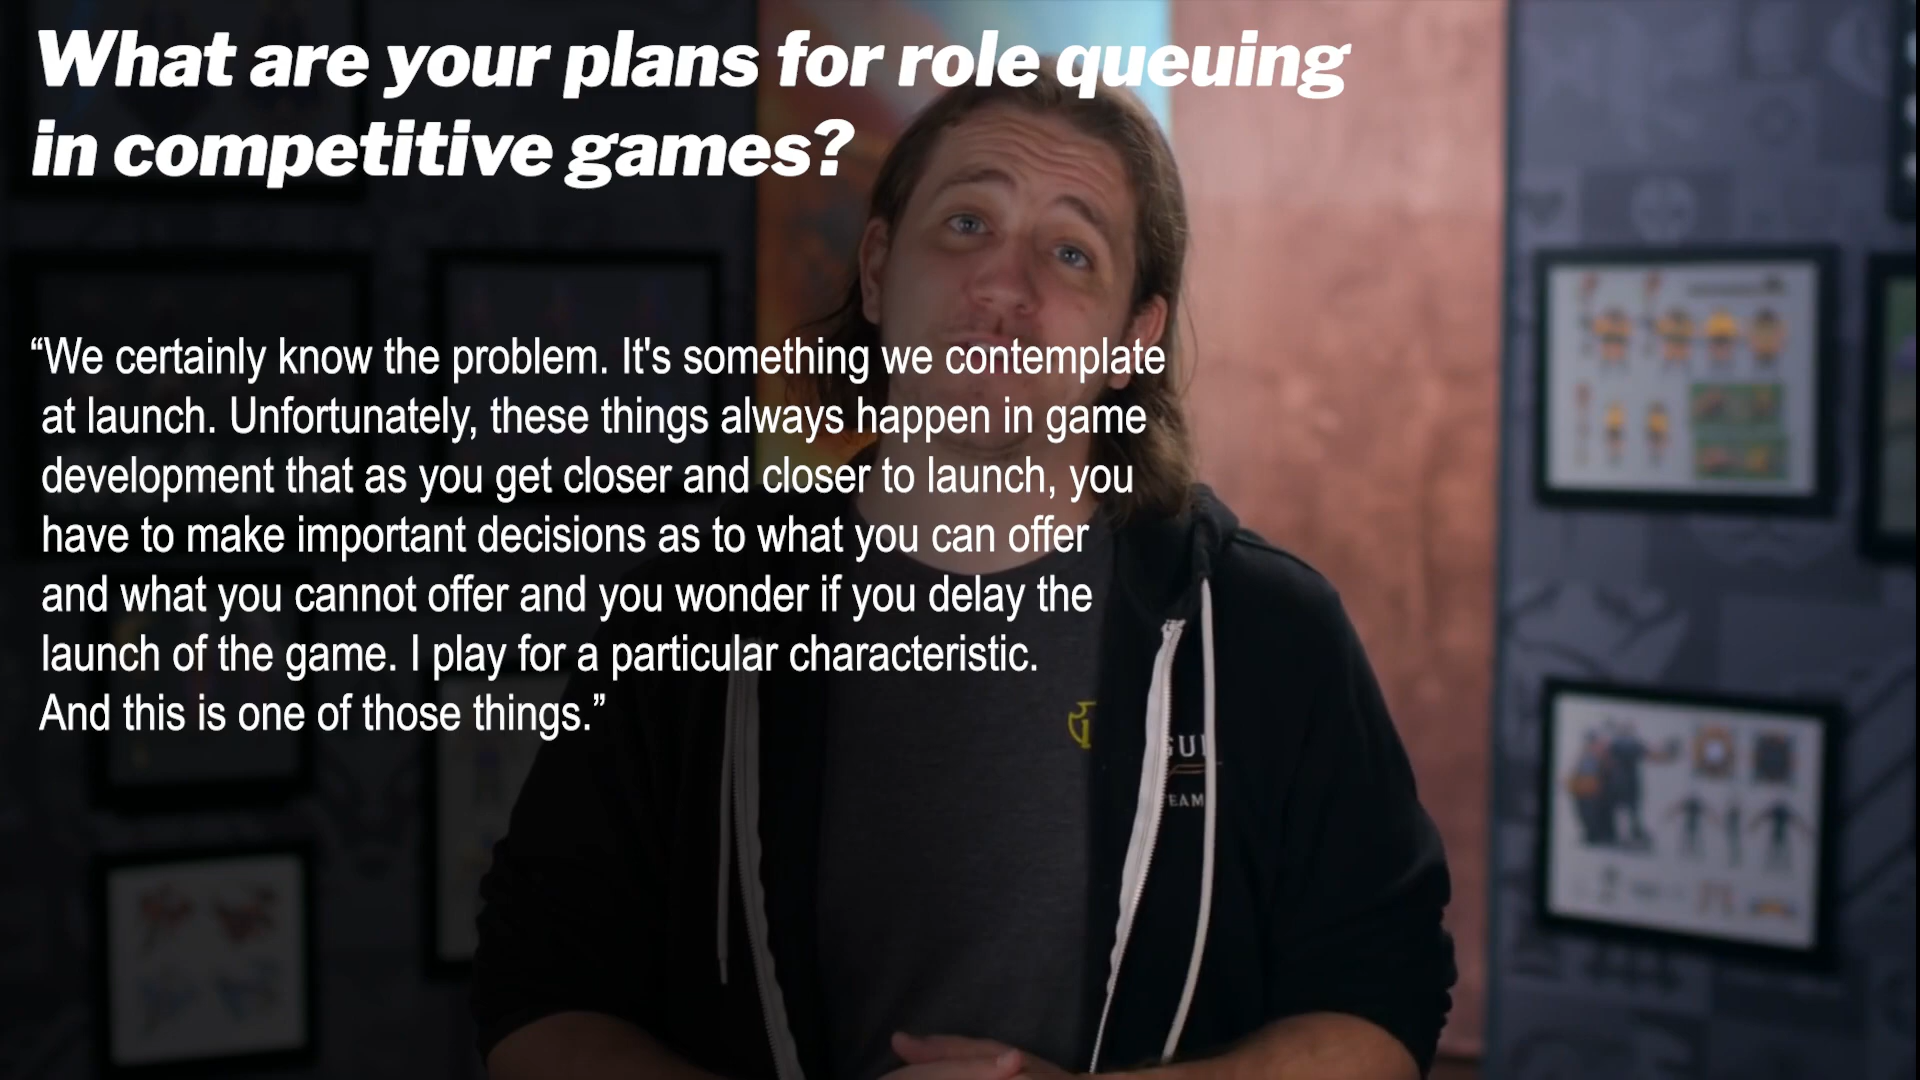 What are your plans for role queuing
in competitive games?
“We certainly know the problem. It's something we contemplate
at launch. Unfortunately, these things always happen in game
development that as you get closer and closer to launch, you
have to make important decisions as to what you can offer
and what you cannot offer and you wonder if you delay the
launch of the game. I play for a particular characteristic.
And this is one of those things.”